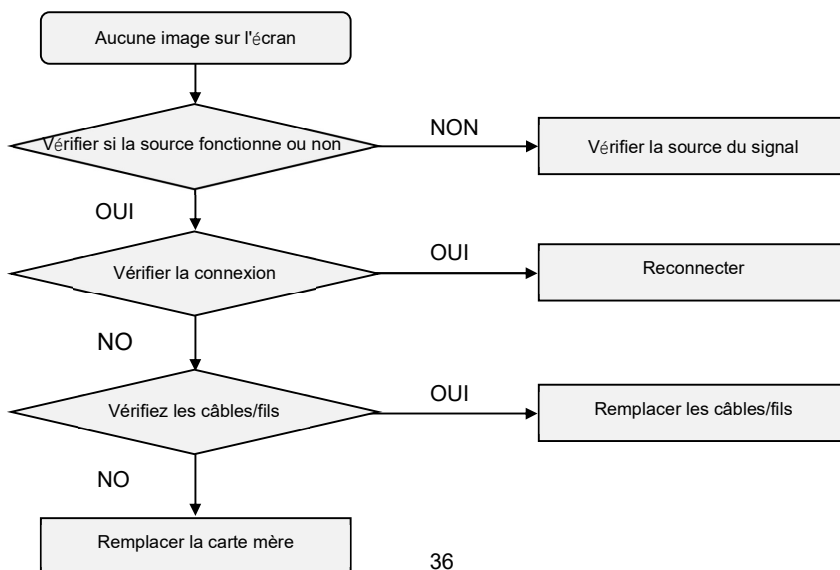 Aucune image sur l'écran
Vérifier si la source fonctionne ou non
NON
Vérifier la source du signal
OUI
Vérifier la connexion
OUI
Reconnecter
NO
Vérifiez les câbles/fils
OUI
Remplacer les câbles/fils
NO
Remplacer la carte mère
36